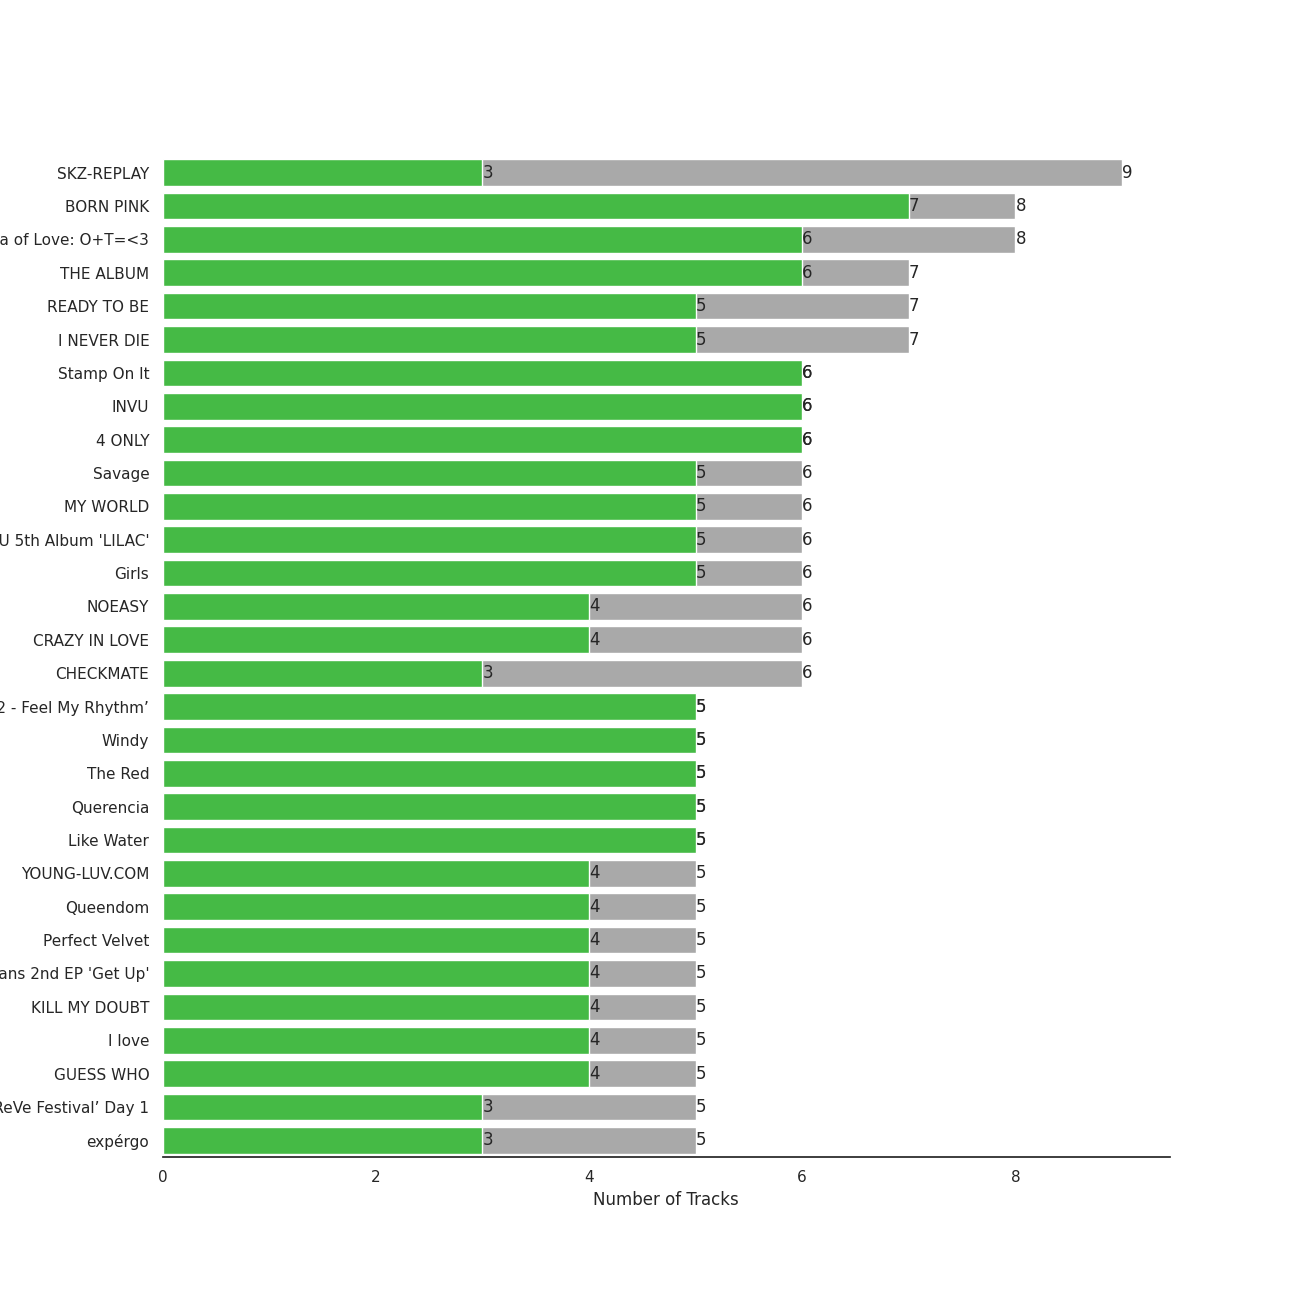 SKZ-REPLAY 3 9
BORN PINK 7 8
a of Love: O+T=<3 6 8
THE ALBUM 6 7
READY TO BE 5 7
I NEVER DIE 5 7
Stamp On It 6
INVU 6
4 ONLY 6
Savage 5 6
MY WORLD 5 6
U 5th Album 'LILAC' 5 6
Girls 5 6
NOEASY 4 6
CRAZY IN LOVE 4 6
CHECKMATE 3 6
2 - Feel My Rhythm’ 5
Windy 5
The Red 5
Querencia 5
Like Water 5
YOUNG-LUV.COM 4 5
Queendom 4 5
Perfect Velvet 4 5
ans 2nd EP 'Get Up' 4 5
KILL MY DOUBT 4 5
I love 4 5
GUESS WHO 4 5
ReVe Festival’ Day 1 3 5
expérgo 3 5
0 2 4 6 8
Number of Tracks